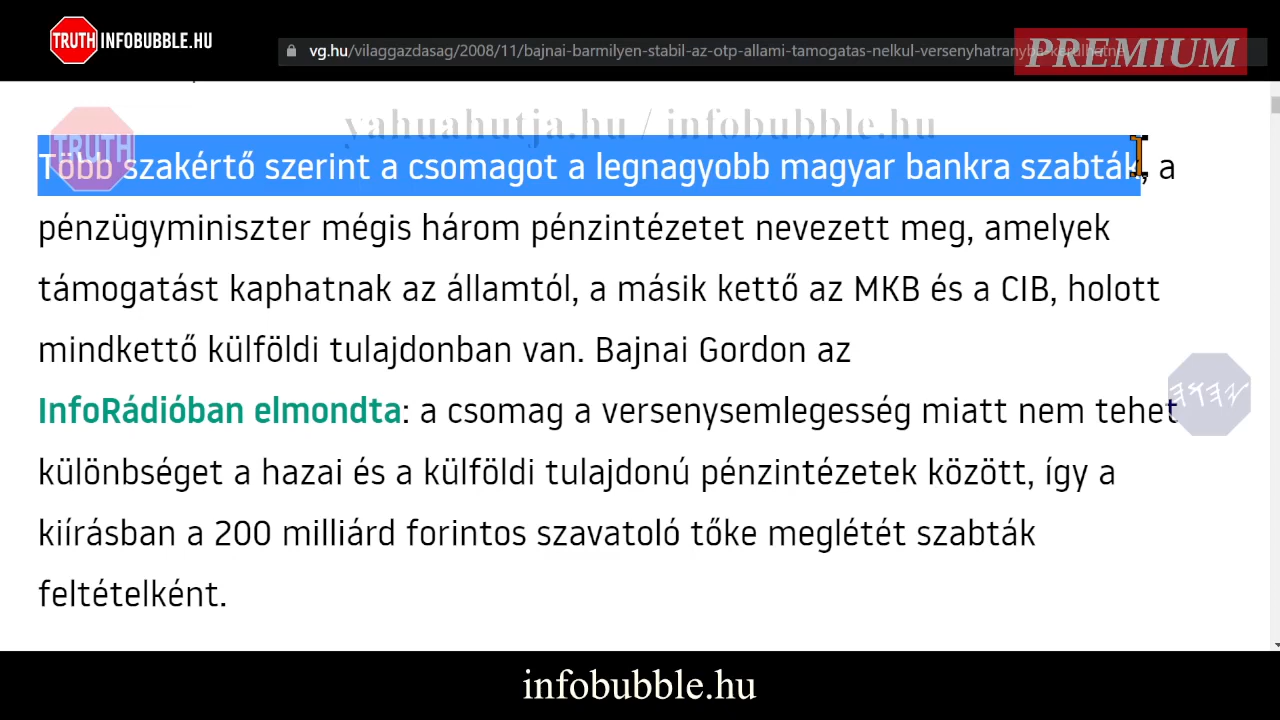 TRUTH INFOBUBBLE.HU
vg.hu/vilaggazdasag/2008/11/bajnai-barmilyen-stabil-az-otp-allami-tamogatas-nelkul-versenyhatranyba-kerulhetne
PREMIUM
yahuahutja.hu / infobubble.hu
TRUTH
Több szakértő szerint a csomagot a legnagyobb magyar bankra szabták, a
pénzügyminiszter mégis három pénzintézetet nevezett meg, amelyek
támogatást kaphatnak az államtól, a másik kettő az MKB és a CIB, holott
mindkettő külföldi tulajdonban van. Bajnai Gordon az
InfoRádióban elmondta: a csomag a versenysemlegesség miatt nem tehet
különbséget a hazai és a külföldi tulajdonú pénzintézetek között, így a
kiírásban a 200 milliárd forintos szavatoló tőke meglétét szabták
feltételként.
infobubble.hu